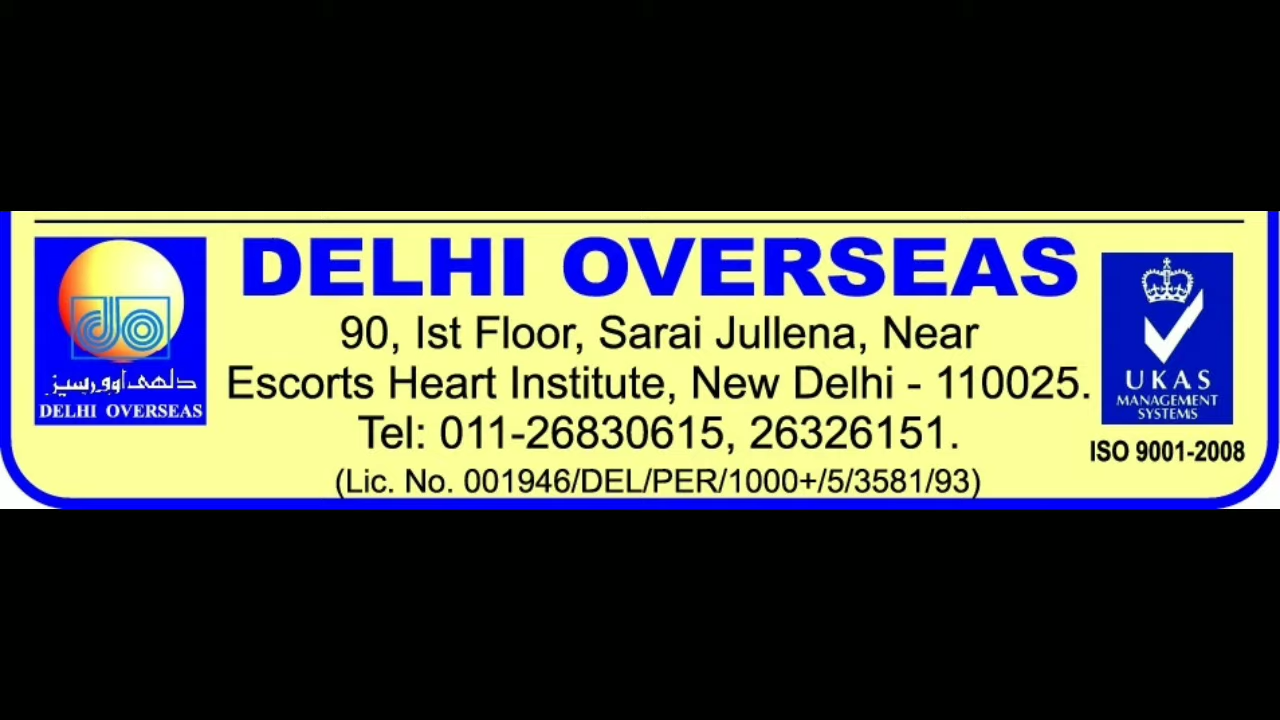 DELHI OVERSEAS
90, Ist Floor, Sarai Jullena, Near
Escorts Heart Institute, New Delhi - 110025.
Tel: 011-26830615, 26326151.
(Lic. No. 001946/DEL/PER/1000+/5/3581/93)
do
دلهی اوورسیز
DELHI OVERSEAS
UKAS
MANAGEMENT
SYSTEMS
ISO 9001-2008